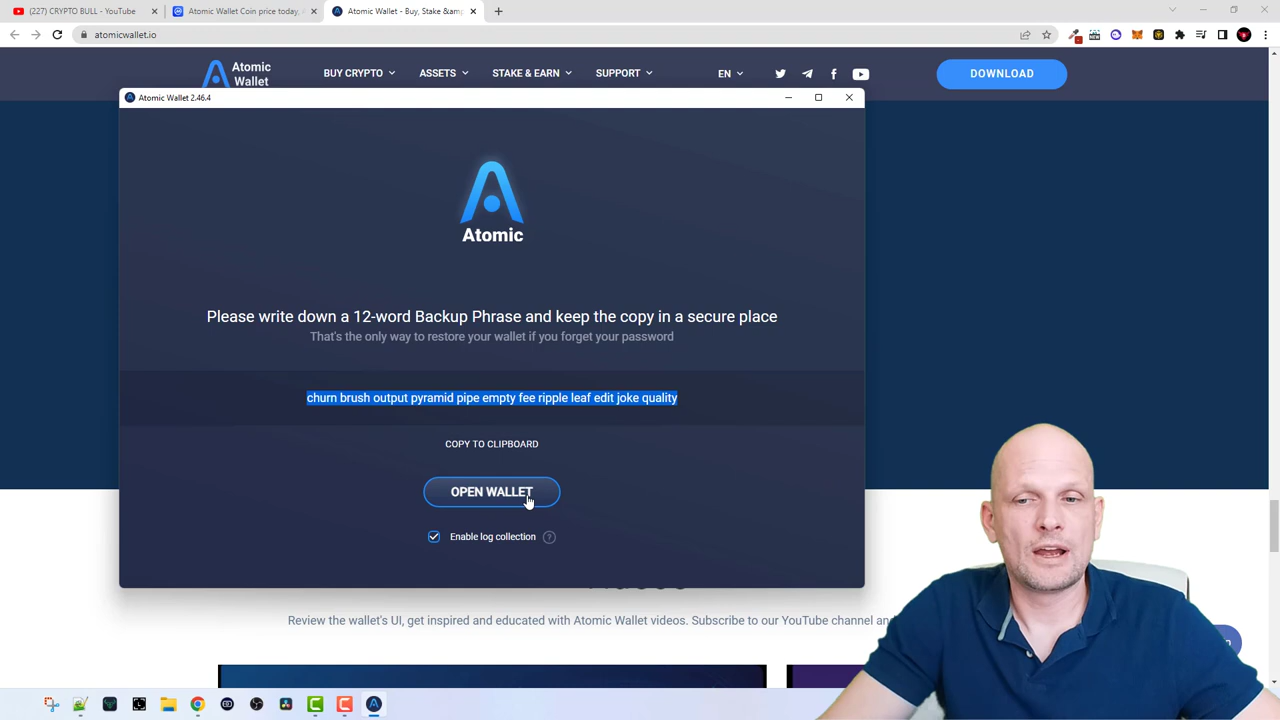 (227) CRYPTO BULL - YouTube
Atomic Wallet Coin price today, A
Atomic Wallet - Buy, Stake &amp
atomicwallet.io
Atomic
Wallet
BUY CRYPTO
ASSETS
STAKE & EARN
SUPPORT
EN
DOWNLOAD
Atomic Wallet 2.46.4
Atomic
Please write down a 12-word Backup Phrase and keep the copy in a secure place
That's the only way to restore your wallet if you forget your password
churn brush output pyramid pipe empty fee ripple leaf edit joke quality
COPY TO CLIPBOARD
OPEN WALLET
Enable log collection ?
Review the wallet's UI, get inspired and educated with Atomic Wallet videos. Subscribe to our YouTube channel and